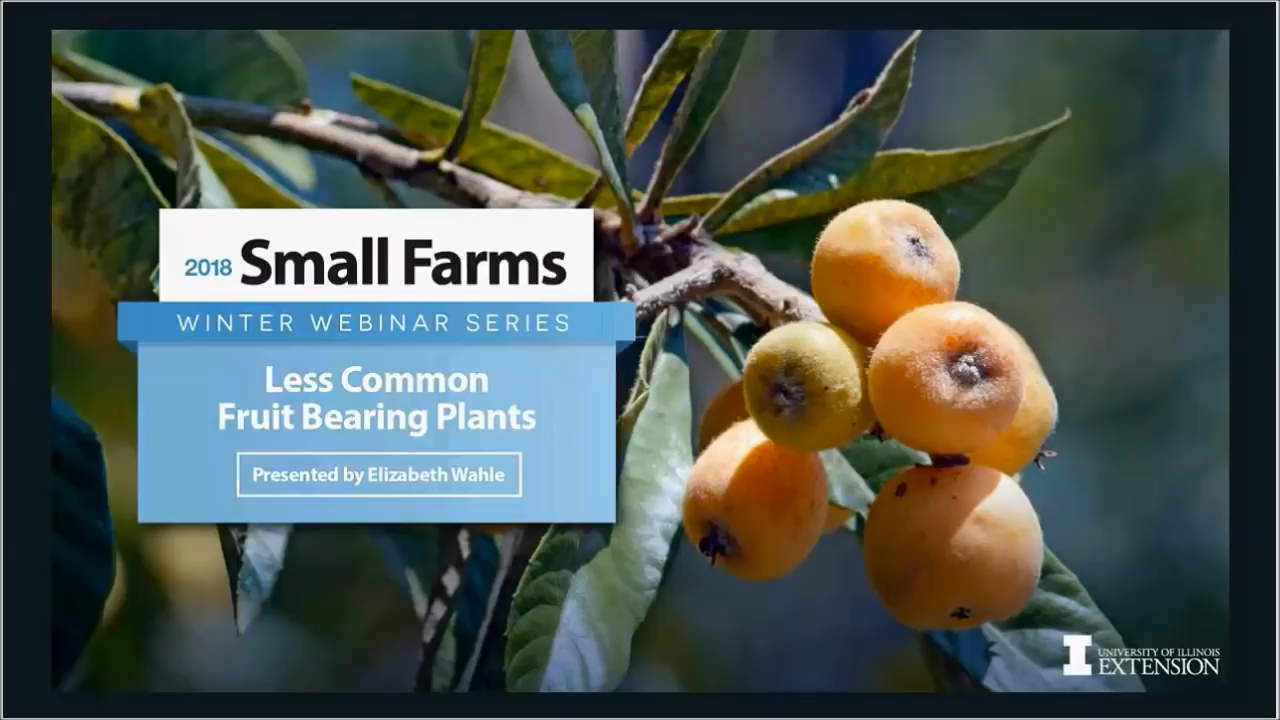 2018 Small Farms
WINTER WEBINAR SERIES
Less Common
Fruit Bearing Plants
Presented by Elizabeth Wahle
I UNIVERSITY OF ILLINOIS
EXTENSION